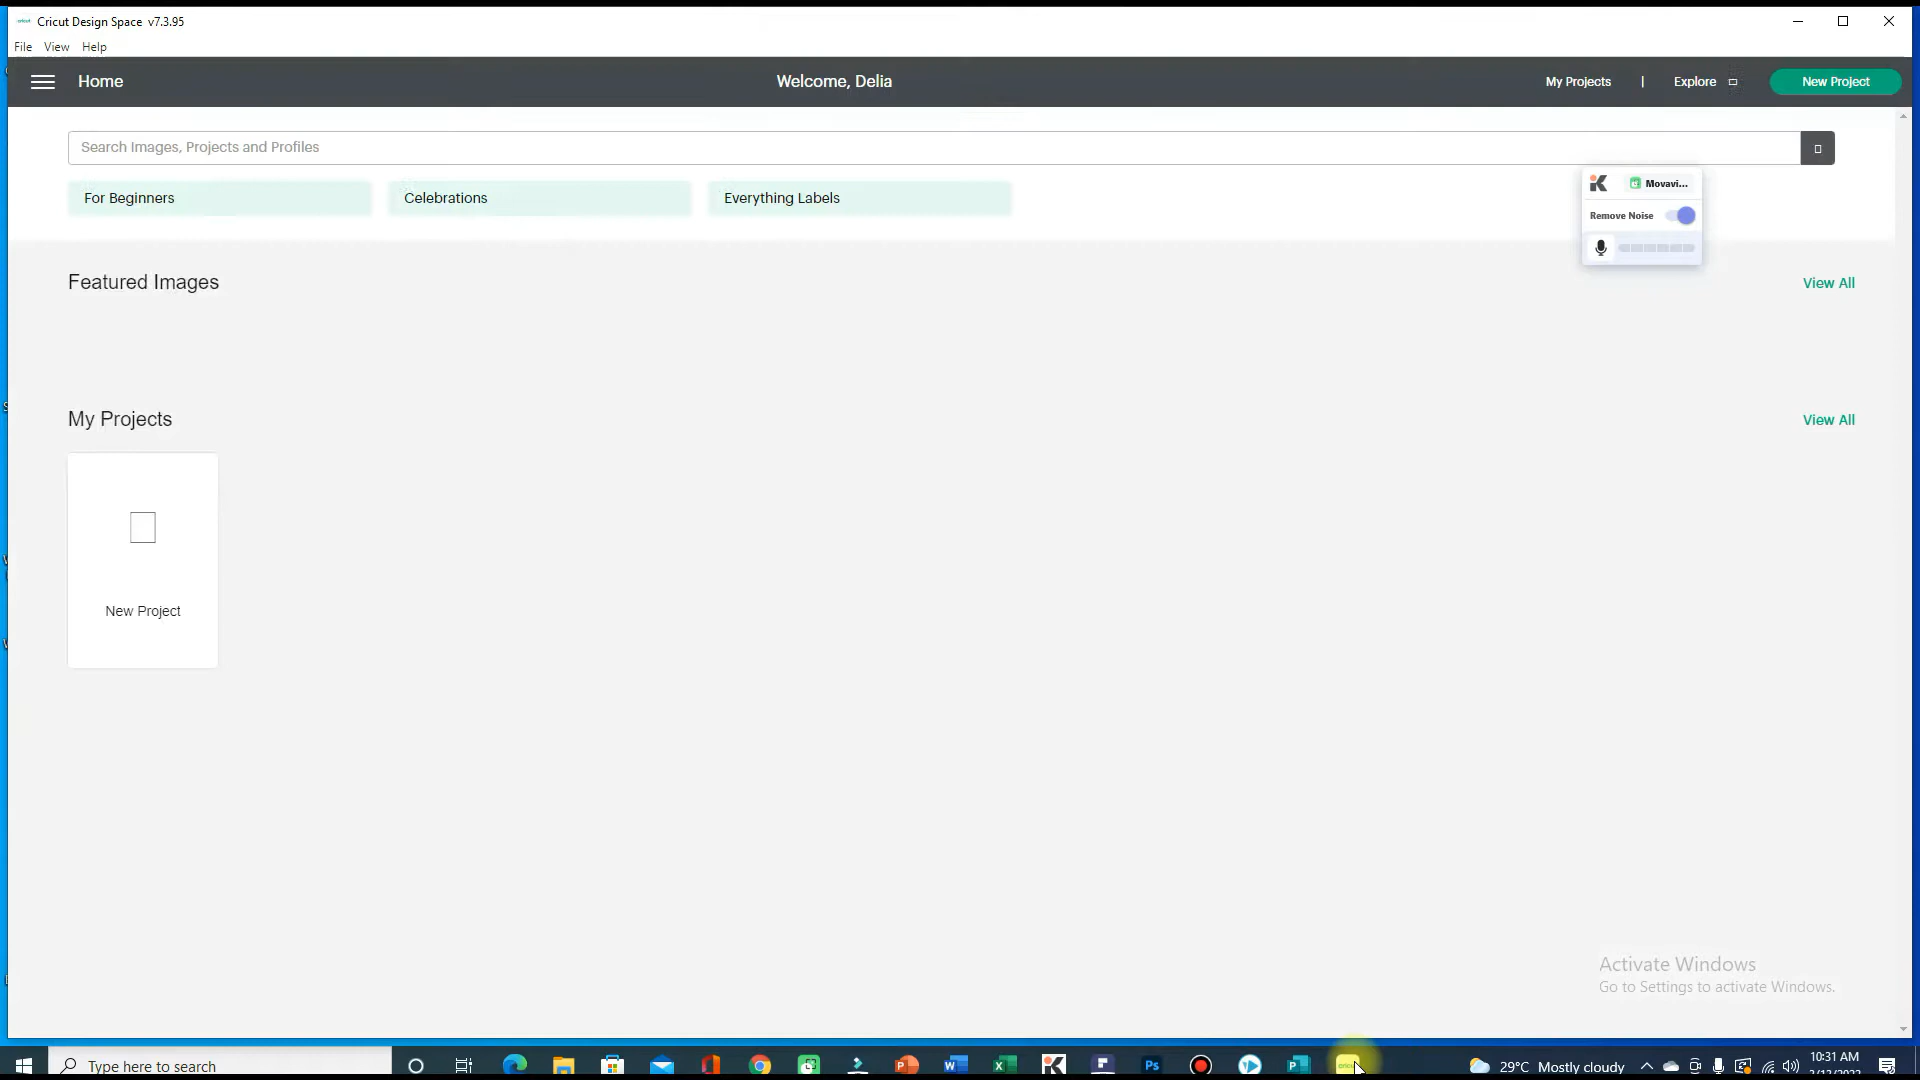 Cricut Design Space v7.3.95
File View Help
Home
Welcome, Delia
My Projects | Explore
New Project
Search Images, Projects and Profiles
For Beginners
Celebrations
Everything Labels
Movavi...
Remove Noise
Featured Images
View All
My Projects
View All
New Project
Activate Windows
Go to Settings to activate Windows.
Type here to search
29°C Mostly cloudy
10:31 AM